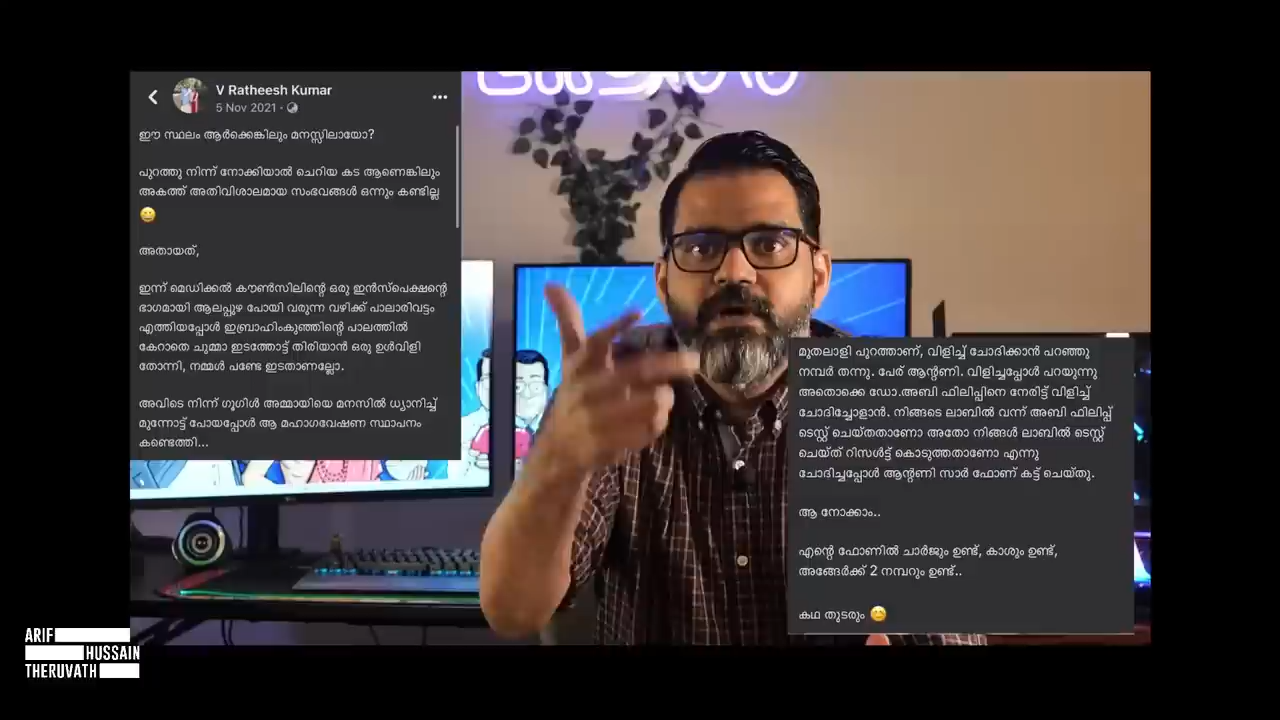 V Ratheesh Kumar
5 Nov 2021 ·
ഈ സ്ഥലം ആർക്കെങ്കിലും മനസ്സിലായോ?
പുറത്തു നിന്ന് നോക്കിയാൽ ചെറിയ കട ആണെങ്കിലും
അകത്ത് അതിവിശാലമായ സംഭവങ്ങൾ ഒന്നും കണ്ടില്ല
😀
അതായത്,
ഇന്ന് മെഡിക്കൽ കൗൺസിലിന്റെ ഒരു ഇൻസ്പെക്ഷന്റെ
ഭാഗമായി ആലപ്പുഴ പോയി വരുന്ന വഴിക്ക് പാലാരിവട്ടം
എത്തിയപ്പോൾ ഇബ്രാഹിംകുഞ്ഞിന്റെ പാലത്തിൽ
കേറാതെ ചുമ്മാ ഇടത്തോട്ട് തിരിയാൻ ഒരു ഉൾവിളി
തോന്നി, നമ്മൾ പണ്ടേ ഇടതാണല്ലോ.
അവിടെ നിന്ന് ഗൂഗിൾ അമ്മായിയെ മനസിൽ ധ്യാനിച്ച്
മുന്നോട്ട് പോയപ്പോൾ ആ മഹാഗവേഷണ സ്ഥാപനം
കണ്ടെത്തി...
മുതലാളി പുറത്താണ്, വിളിച്ച് ചോദിക്കാൻ പറഞ്ഞു
നമ്പർ തന്നു. പേര് ആന്റണി. വിളിച്ചപ്പോൾ പറയുന്നു
അതൊക്കെ ഡോ.അബി ഫിലിപ്പിനെ നേരിട്ട് വിളിച്ച്
ചോദിച്ചോളാൻ. നിങ്ങടെ ലാബിൽ വന്ന് അബി ഫിലിപ്പ്
ടെസ്റ്റ് ചെയ്തതാണോ അതോ നിങ്ങൾ ലാബിൽ ടെസ്റ്റ്
ചെയ്ത് റിസൾട്ട് കൊടുത്തതാണോ എന്നു
ചോദിച്ചപ്പോൾ ആന്റണി സാർ ഫോണ് കട്ട് ചെയ്തു.
ആ നോക്കാം..
എന്റെ ഫോണിൽ ചാർജും ഉണ്ട്, കാശും ഉണ്ട്,
അങ്ങേർക്ക് 2 നമ്പറും ഉണ്ട്..
കഥ തുടരും 😊
ARIF
HUSSAIN
THERUVATH